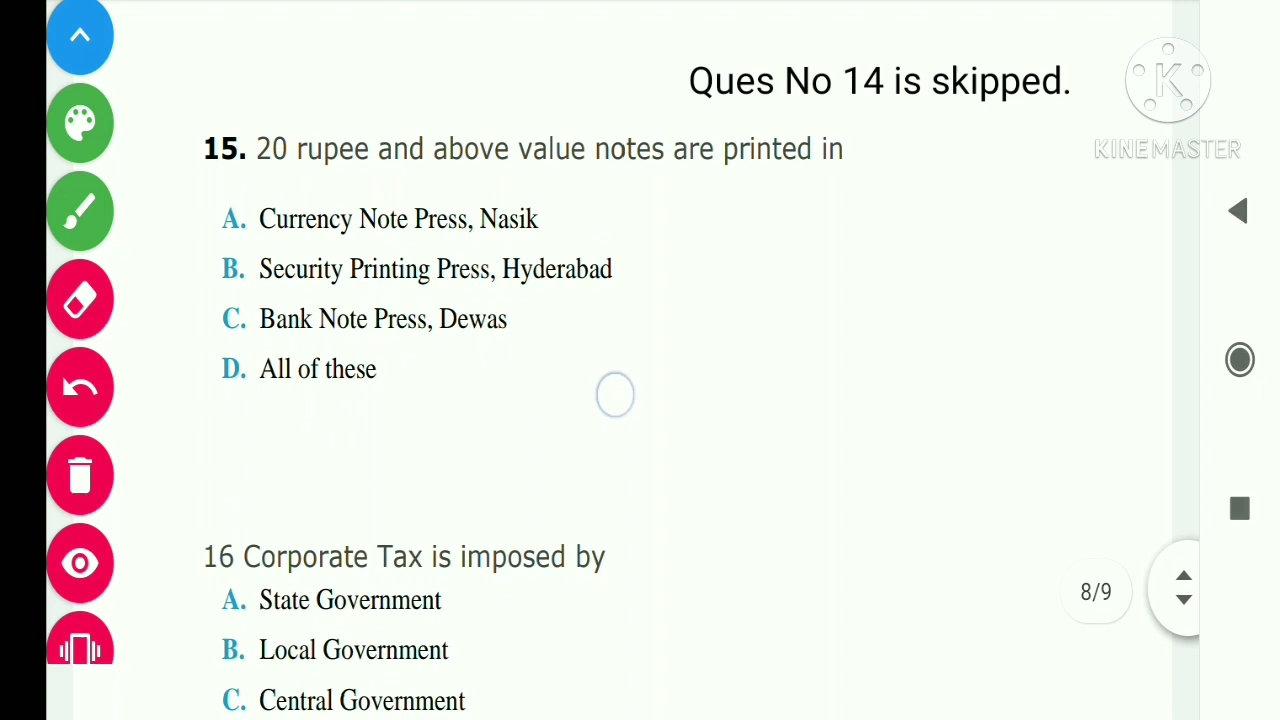 Ques No 14 is skipped.
K
KINEMASTER
15. 20 rupee and above value notes are printed in
A. Currency Note Press, Nasik
B. Security Printing Press, Hyderabad
C. Bank Note Press, Dewas
D. All of these
16 Corporate Tax is imposed by
A. State Government
B. Local Government
C. Central Government
8/9